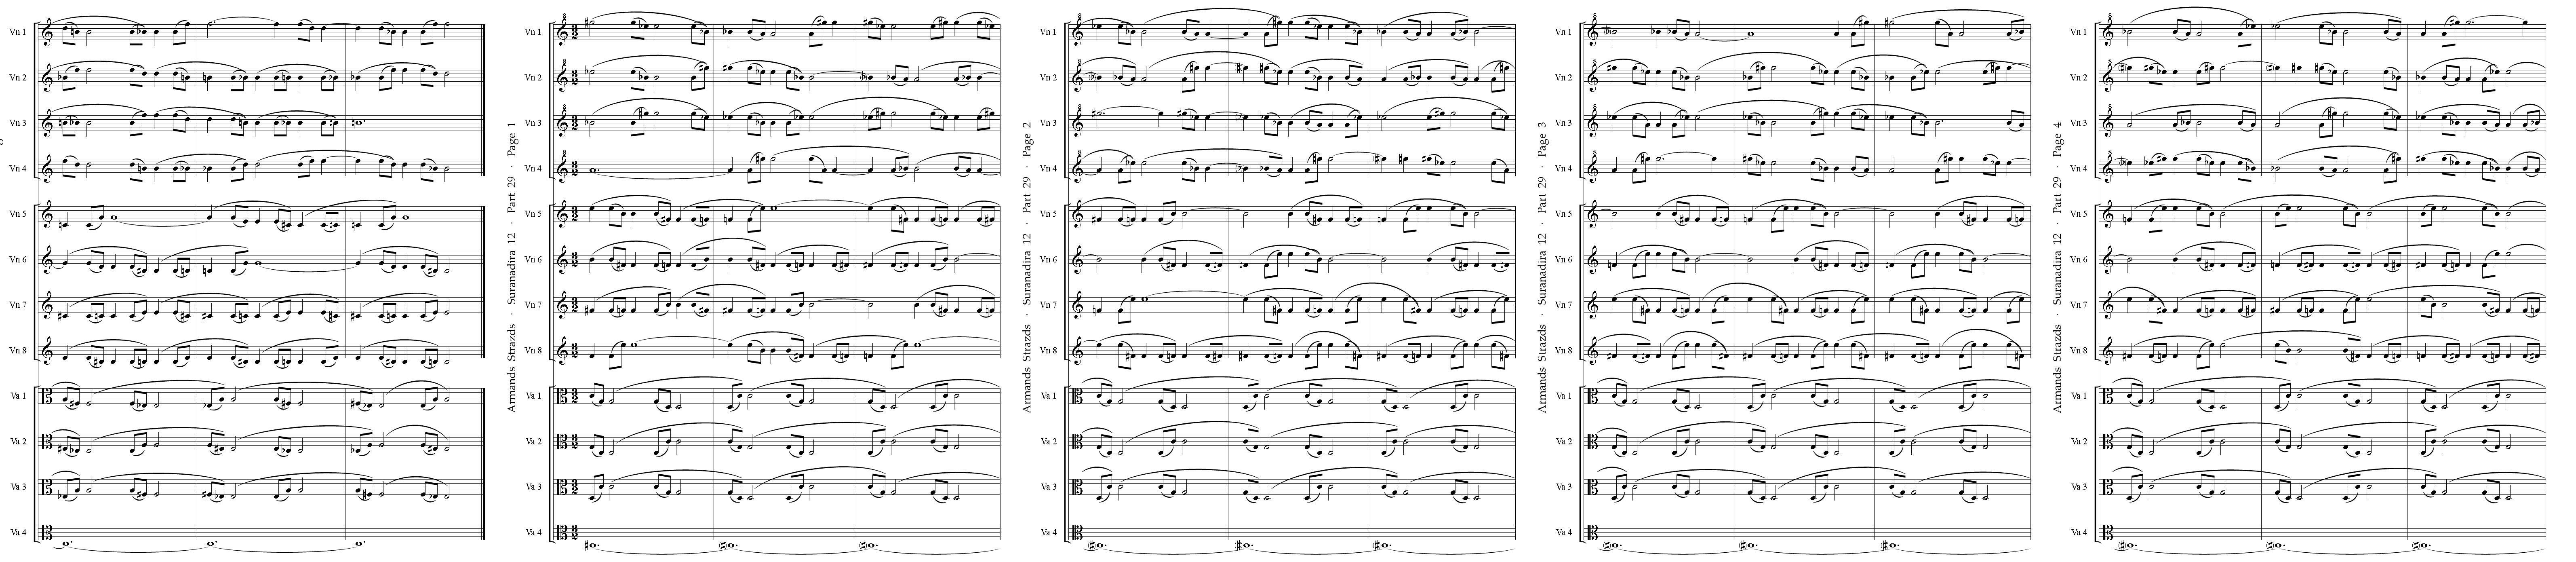 Vn 1
Vn 2
Vn 3
Vn 4
Vn 5
Vn 6
Vn 7
Vn 8
Va 1
Va 2
Va 3
Va 4
Armands Strazds · Suranadira 12 · Part 29 · Page 1
Vn 1
Vn 2
Vn 3
Vn 4
Vn 5
Vn 6
Vn 7
Vn 8
Va 1
Va 2
Va 3
Va 4
Armands Strazds · Suranadira 12 · Part 29 · Page 2
Vn 1
Vn 2
Vn 3
Vn 4
Vn 5
Vn 6
Vn 7
Vn 8
Va 1
Va 2
Va 3
Va 4
Armands Strazds · Suranadira 12 · Part 29 · Page 3
Vn 1
Vn 2
Vn 3
Vn 4
Vn 5
Vn 6
Vn 7
Vn 8
Va 1
Va 2
Va 3
Va 4
Armands Strazds · Suranadira 12 · Part 29 · Page 4
Vn 1
Vn 2
Vn 3
Vn 4
Vn 5
Vn 6
Vn 7
Vn 8
Va 1
Va 2
Va 3
Va 4